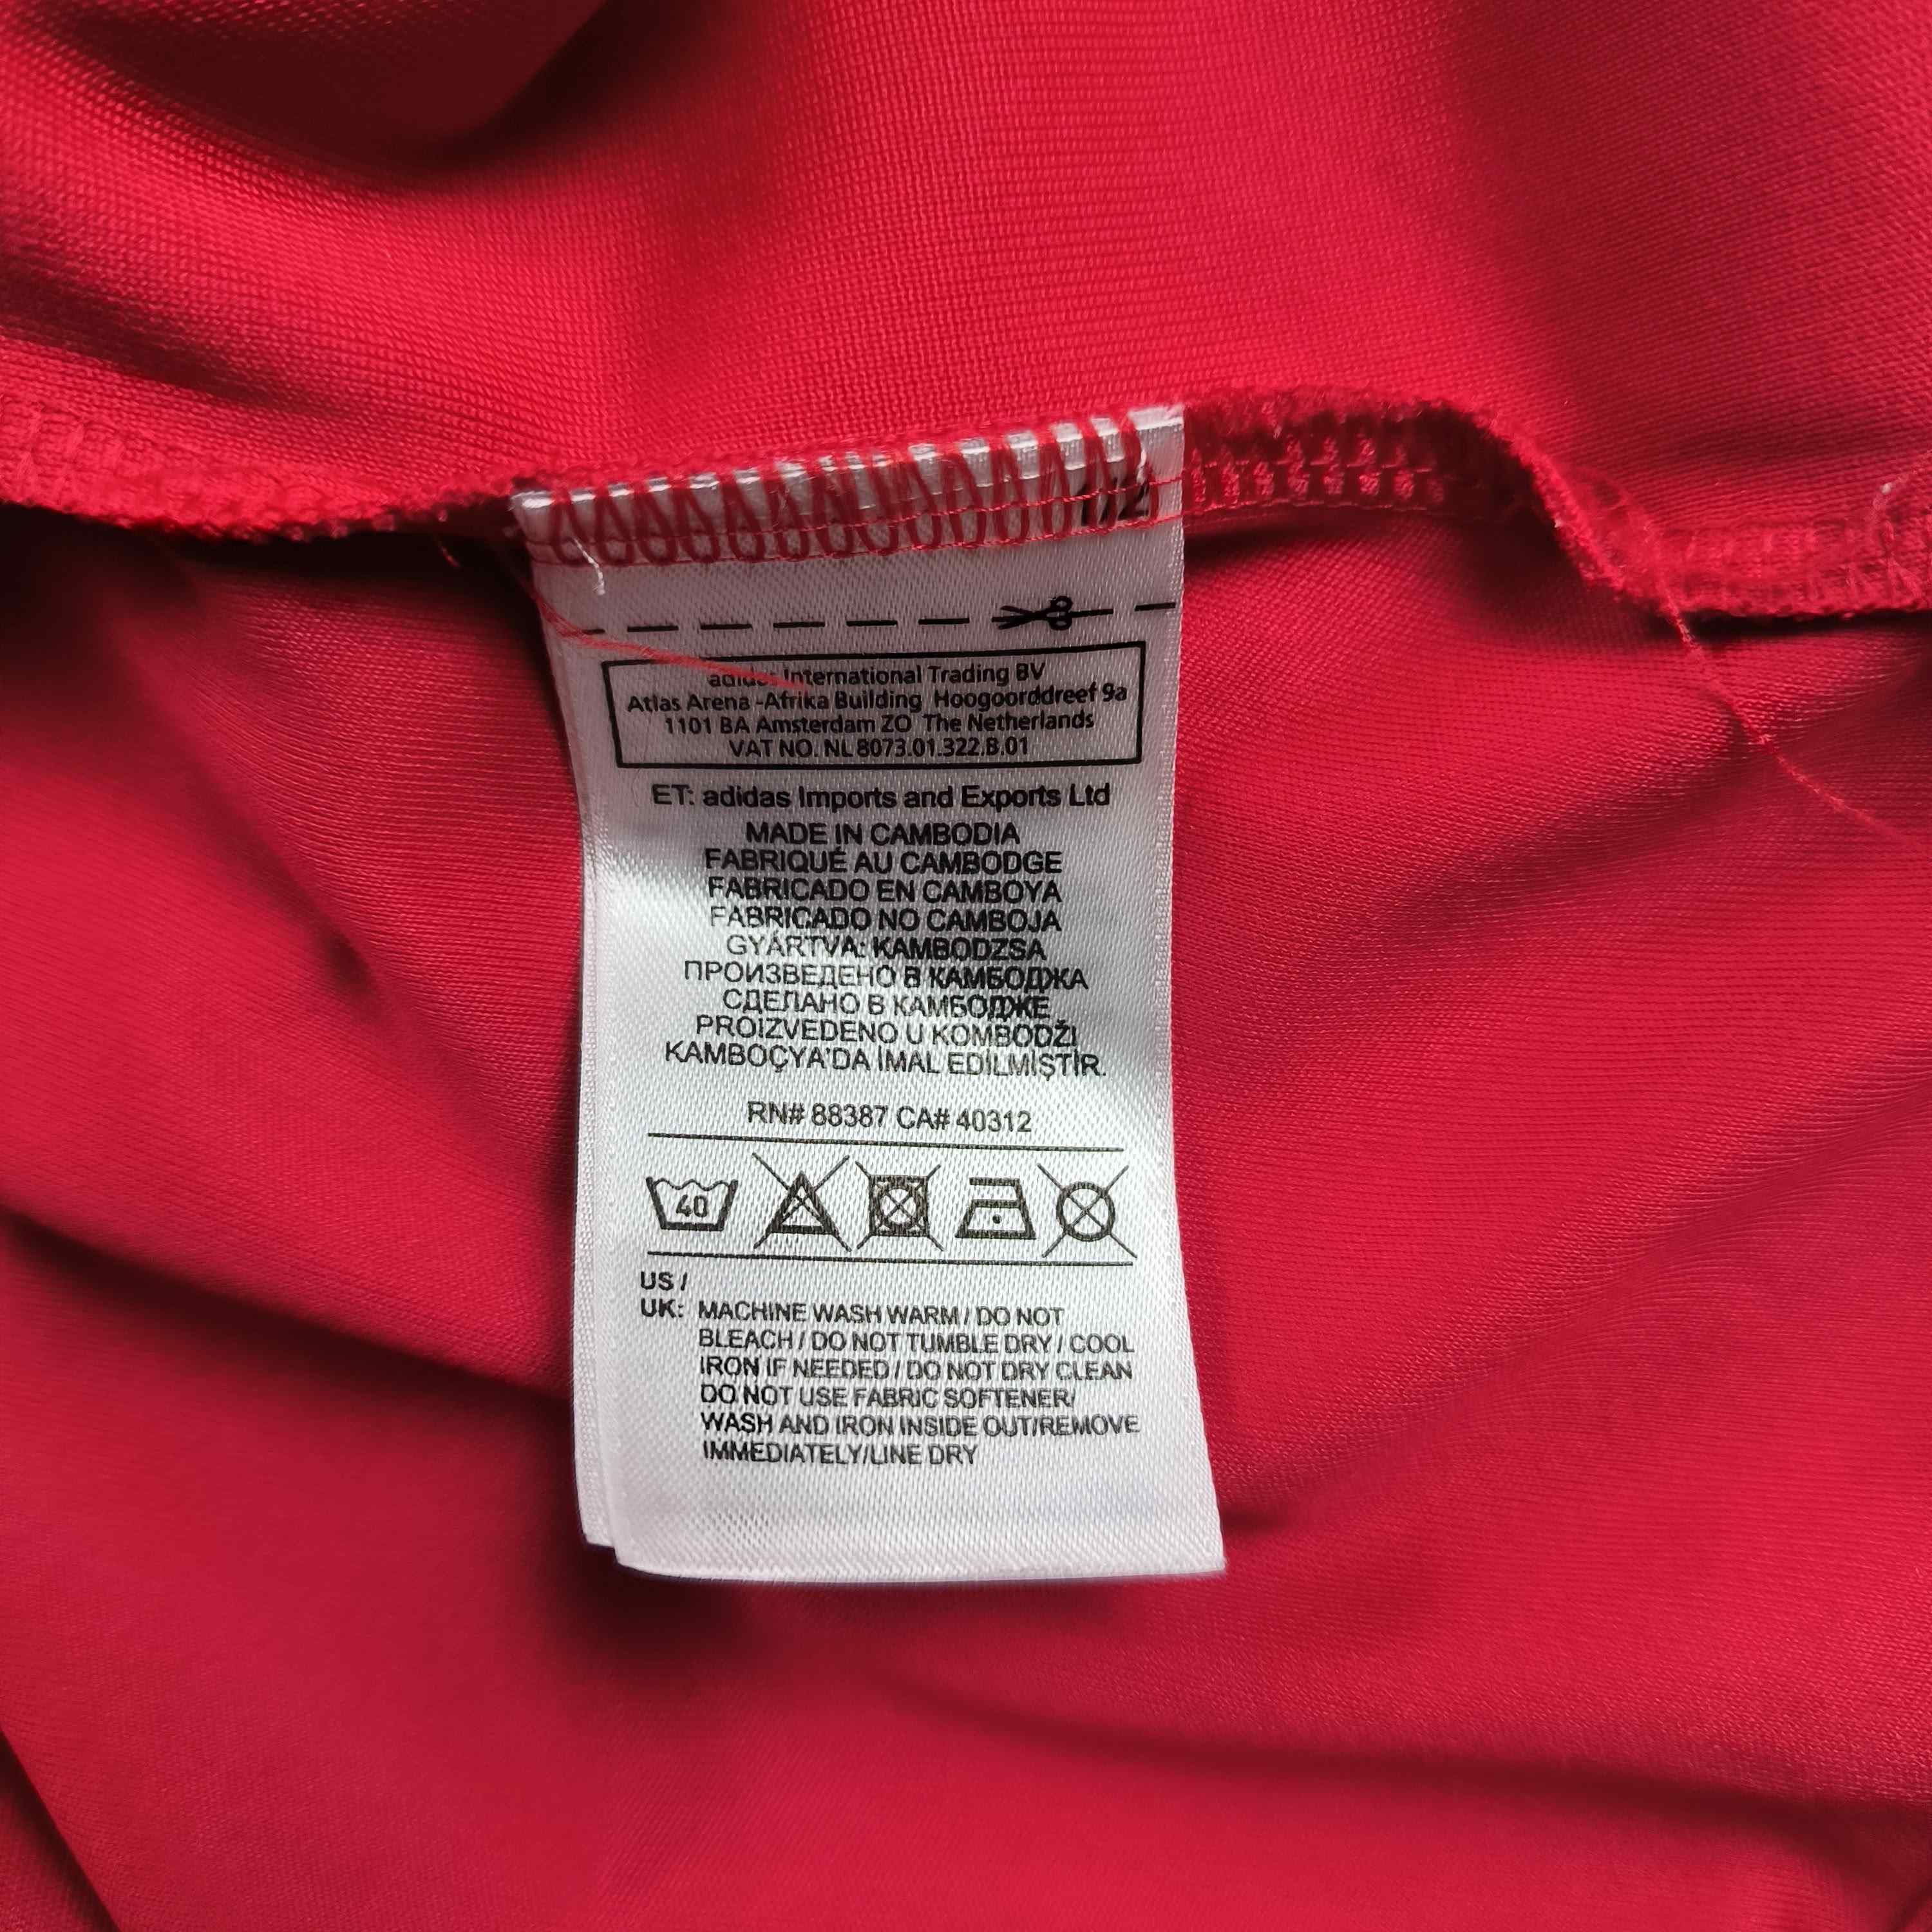 1/2
adidas International Trading BV
Atlas Arena -Afrika Building Hoogoorddreef 9a
1101 BA Amsterdam ZO The Netherlands
VAT NO. NL 8073.01.322.B.01
ET: adidas Imports and Exports Ltd
MADE IN CAMBODIA
FABRIQUÉ AU CAMBODGE
FABRICADO EN CAMBOYA
FABRICADO NO CAMBOJA
GYÁRTVA: KAMBODZSA
ПРОИЗВЕДЕНО В КАМБОДЖА
СДЕЛАНО В КАМБОДЖЕ
PROIZVEDENO U KOMBODŽI
KAMBOÇYA'DA İMAL EDİLMİŞTİR.
RN# 88387 CA# 40312
40
US /
UK: MACHINE WASH WARM / DO NOT
BLEACH / DO NOT TUMBLE DRY / COOL
IRON IF NEEDED / DO NOT DRY CLEAN
DO NOT USE FABRIC SOFTENER/
WASH AND IRON INSIDE OUT/REMOVE
IMMEDIATELY/LINE DRY